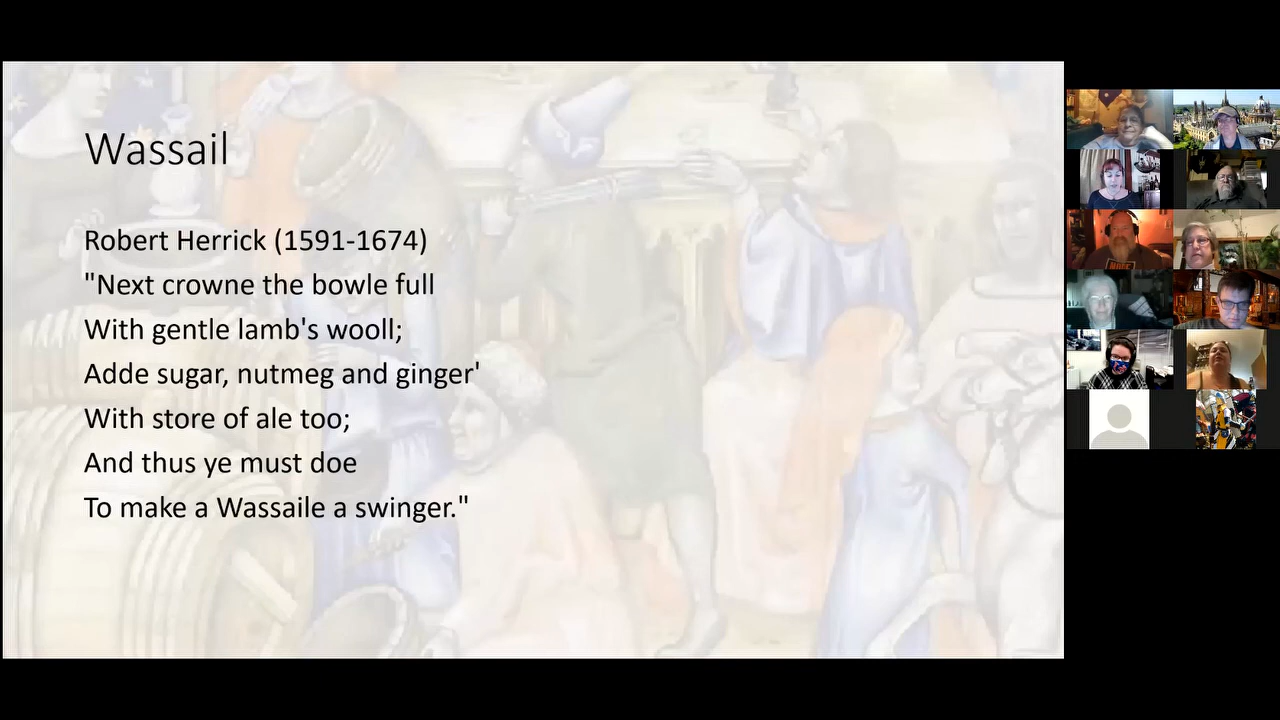 Wassail
Robert Herrick (1591-1674)
"Next crowne the bowle full
With gentle lamb's wooll;
Adde sugar, nutmeg and ginger'
With store of ale too;
And thus ye must doe
To make a Wassaile a swinger."